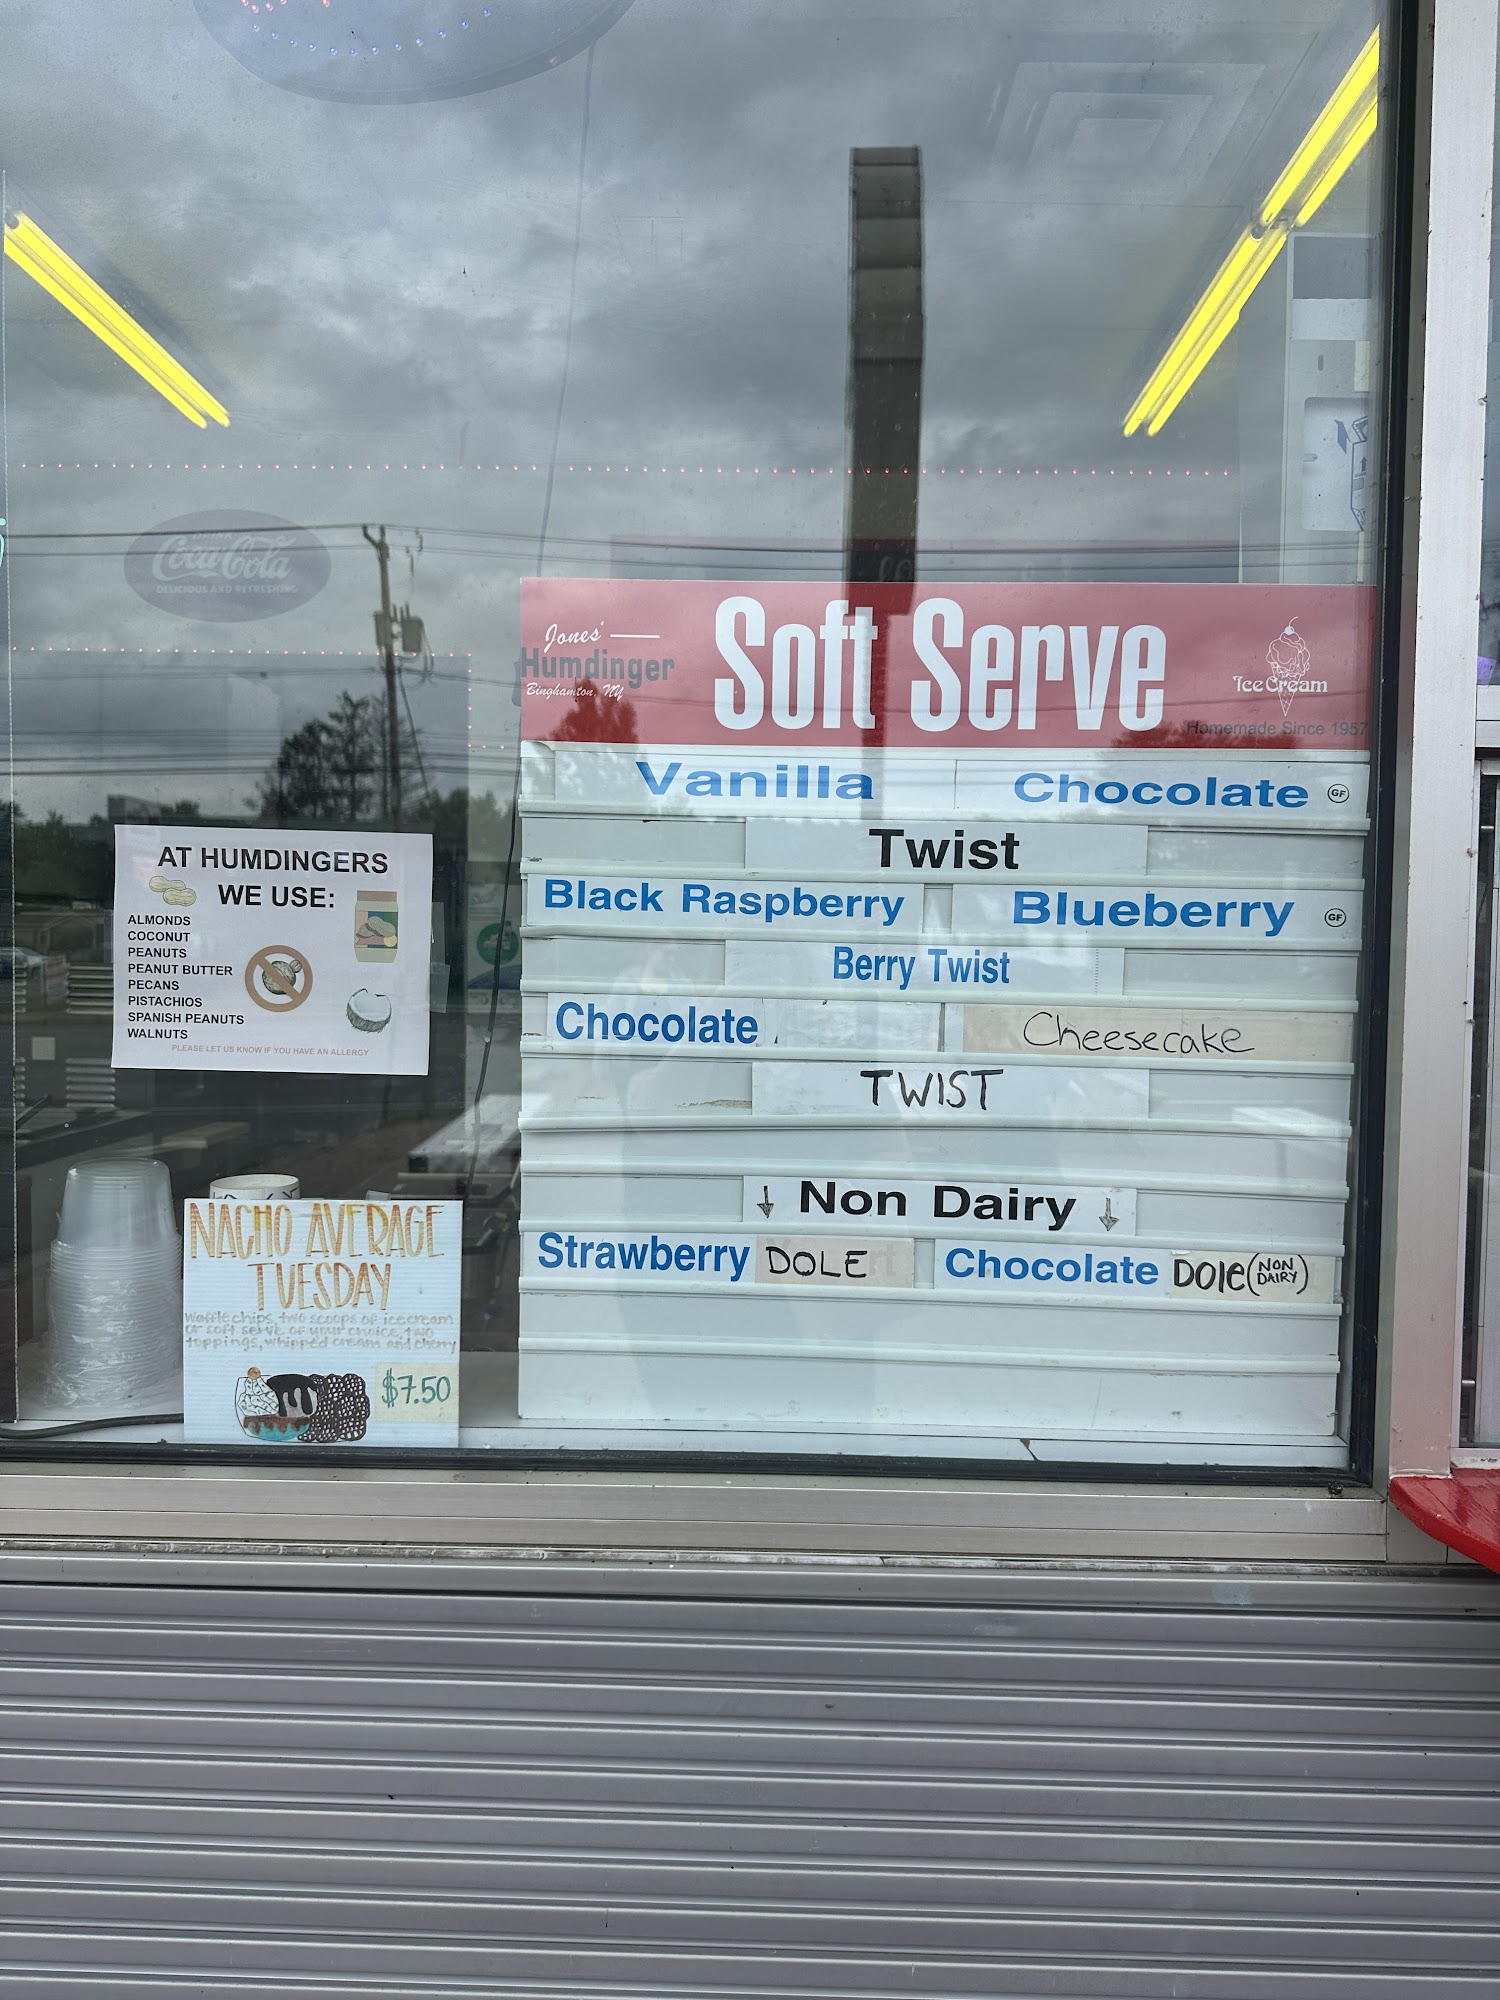 Coca-Cola
DELICIOUS AND REFRESHING
Jones'
Humdinger
Binghamton, NY
Soft Serve
Ice Cream
Homemade Since 1957
Vanilla Chocolate GF
Twist
Black Raspberry Blueberry GF
Berry Twist
Chocolate Cheesecake
TWIST
↓ Non Dairy ↓
Strawberry DOLE Chocolate Dole (NON DAIRY)
AT HUMDINGERS
WE USE:
ALMONDS
COCONUT
PEANUTS
PEANUT BUTTER
PECANS
PISTACHIOS
SPANISH PEANUTS
WALNUTS
PLEASE LET US KNOW IF YOU HAVE AN ALLERGY
NACHO AVERAGE
TUESDAY
Waffle chips, two scoops of icecream
or soft serve of your choice, two
toppings, whipped cream and cherry
$7.50